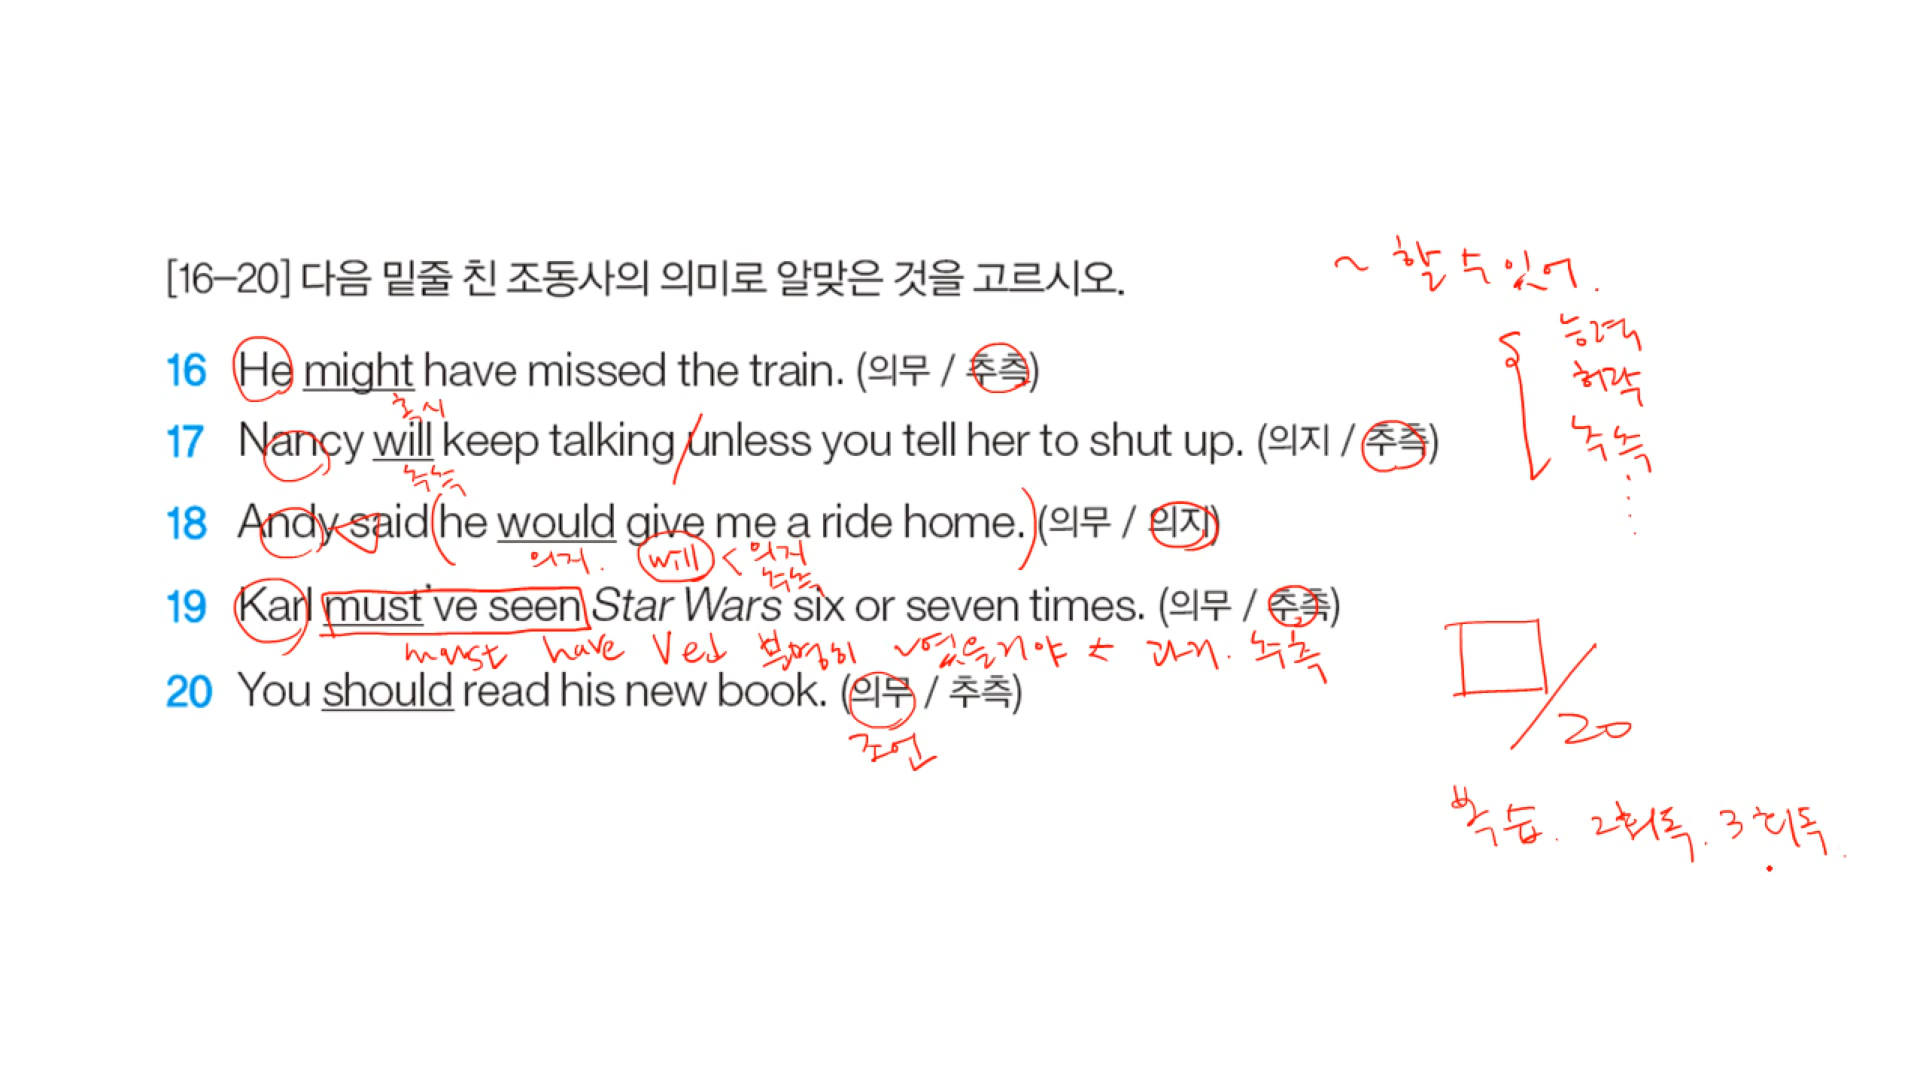 [16–20] 다음 밑줄 친 조동사의 의미로 알맞은 것을 고르시오.
~ 할 수 있어.
능력
허락
추측
16 He might have missed the train. (의무 / 추측)
혹시
17 Nancy will keep talking / unless you tell her to shut up. (의지 / 추측)
추측
18 Andy said (he would give me a ride home.) (의무 / 의지)
의지. will < 의지
추측
19 Karl must've seen Star Wars six or seven times. (의무 / 추측)
must have Ved 분명히 ~었을거야 과거. 추측
20 You should read his new book. (의무 / 추측)
조언
/20
복습. 2회독. 3회독.